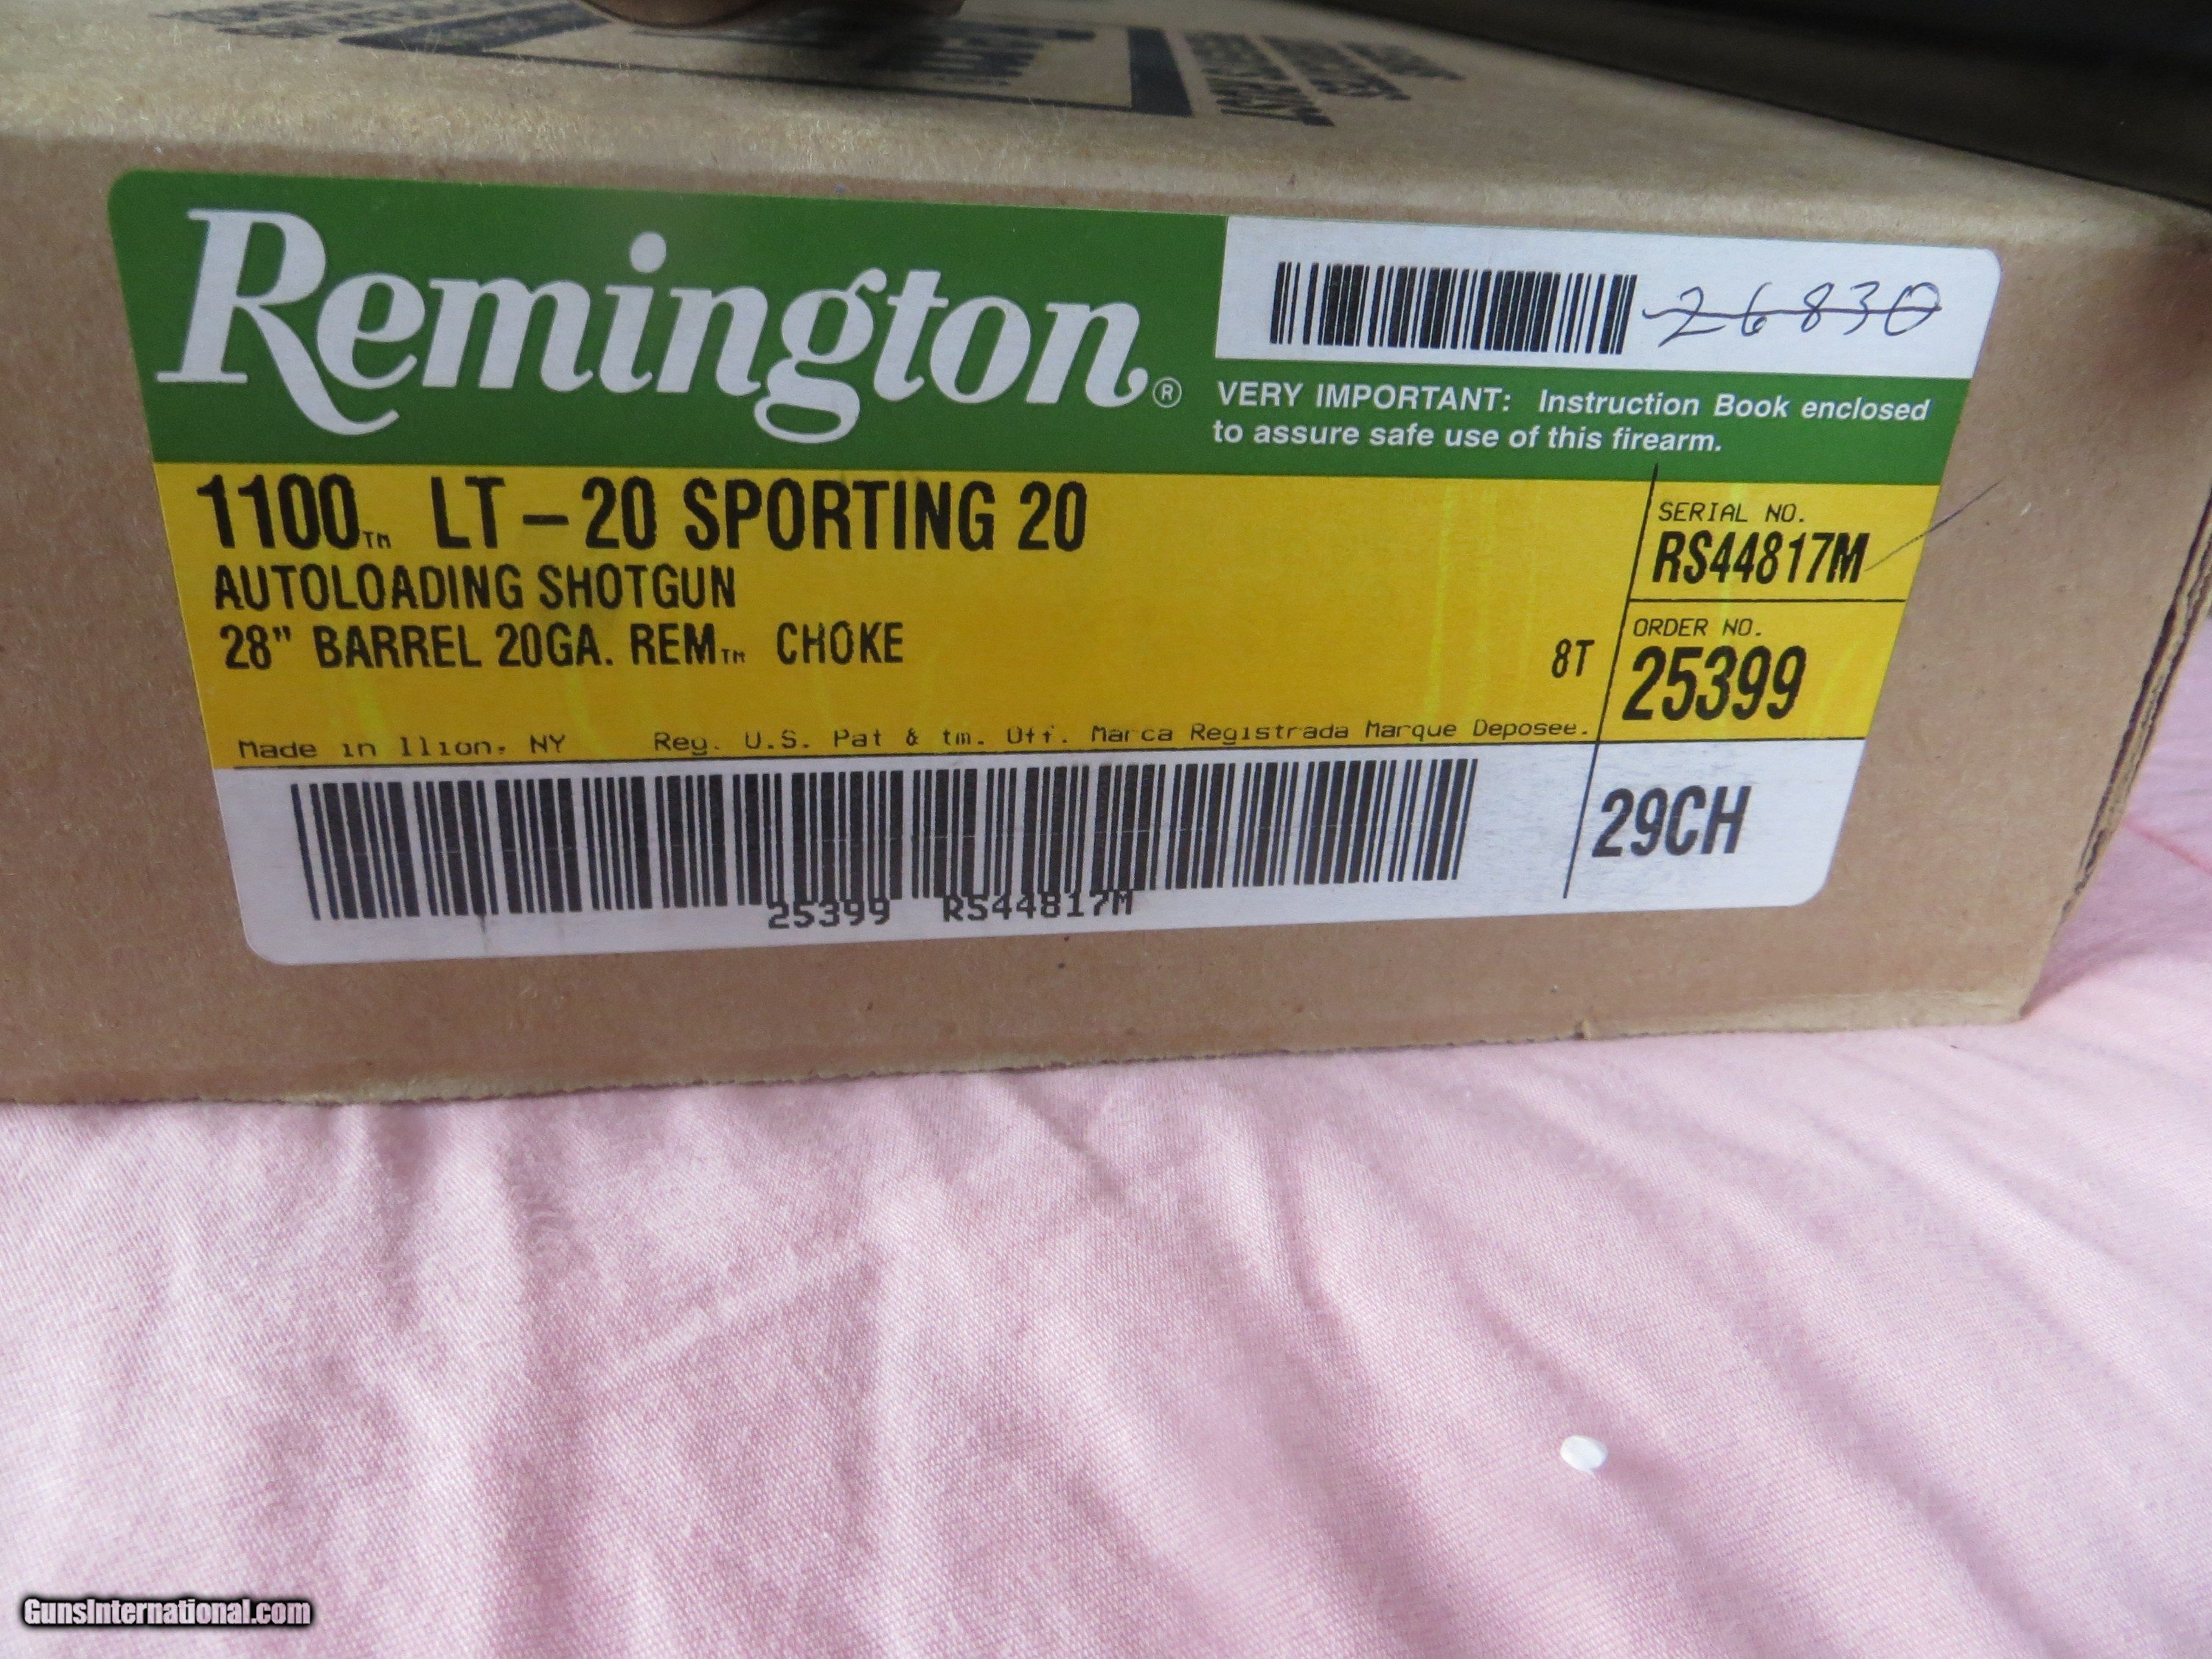 Remington®
26830
VERY IMPORTANT: Instruction Book enclosed
to assure safe use of this firearm.
1100™ LT-20 SPORTING 20
AUTOLOADING SHOTGUN
28" BARREL 20GA. REM™ CHOKE
8T
SERIAL NO.
RS44817M
ORDER NO.
25399
Made in Ilion, NY Reg. U.S. Pat & tm. Off. Marca Registrada Marque Deposee.
29CH
25399 RS44817M
GunsInternational.com